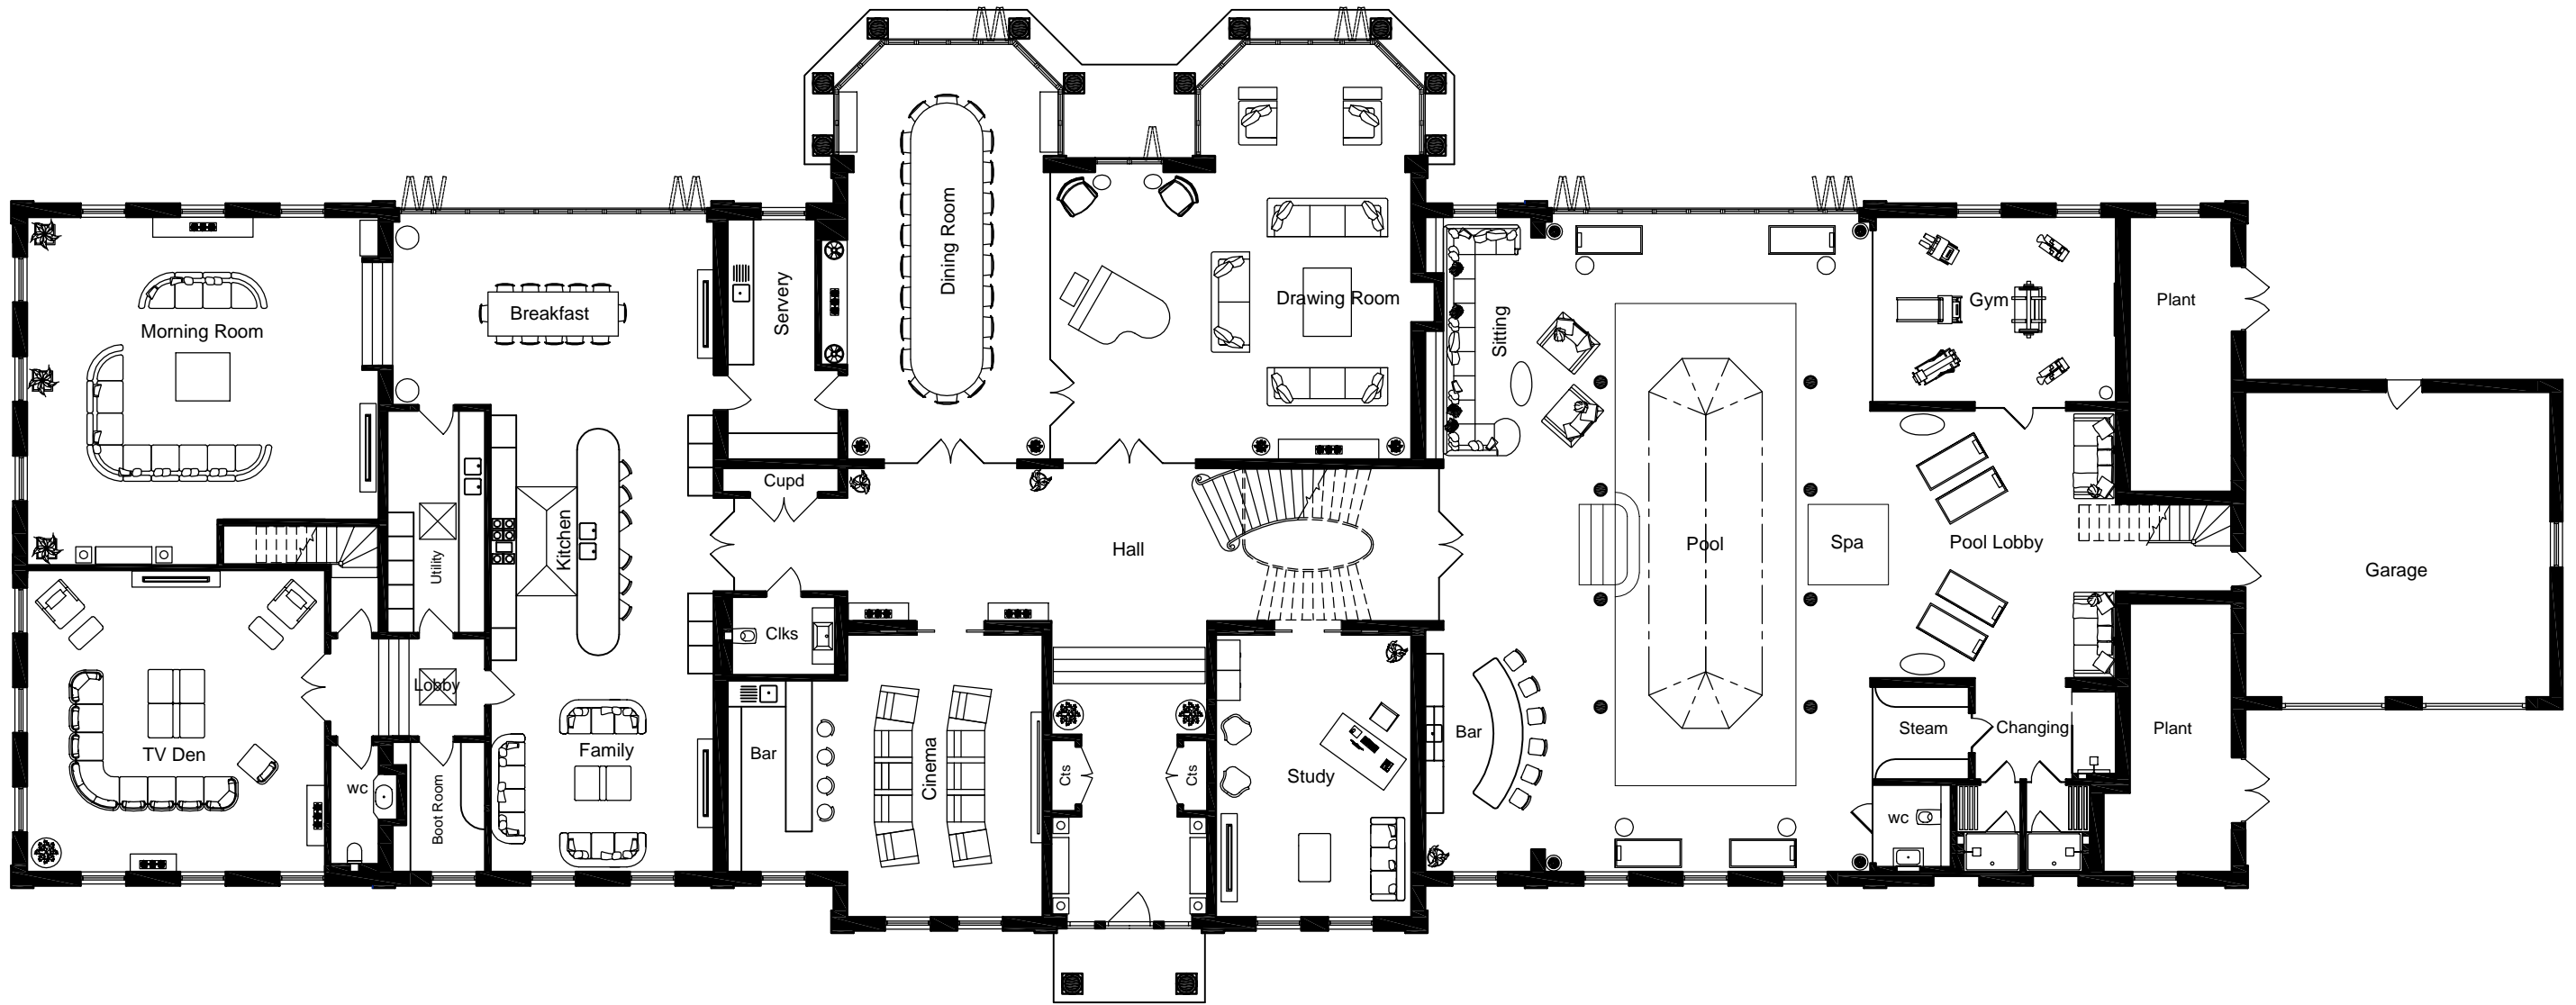 Morning Room
Breakfast
Servery
Dining Room
Drawing Room
Sitting
Gym
Plant
Cupd
Utility
Kitchen
Hall
Pool
Spa
Pool Lobby
Garage
TV Den
Lobby
Clks
Family
wc
Boot Room
Bar
Cinema
Cts
Cts
Study
Bar
Steam
Changing
wc
Plant